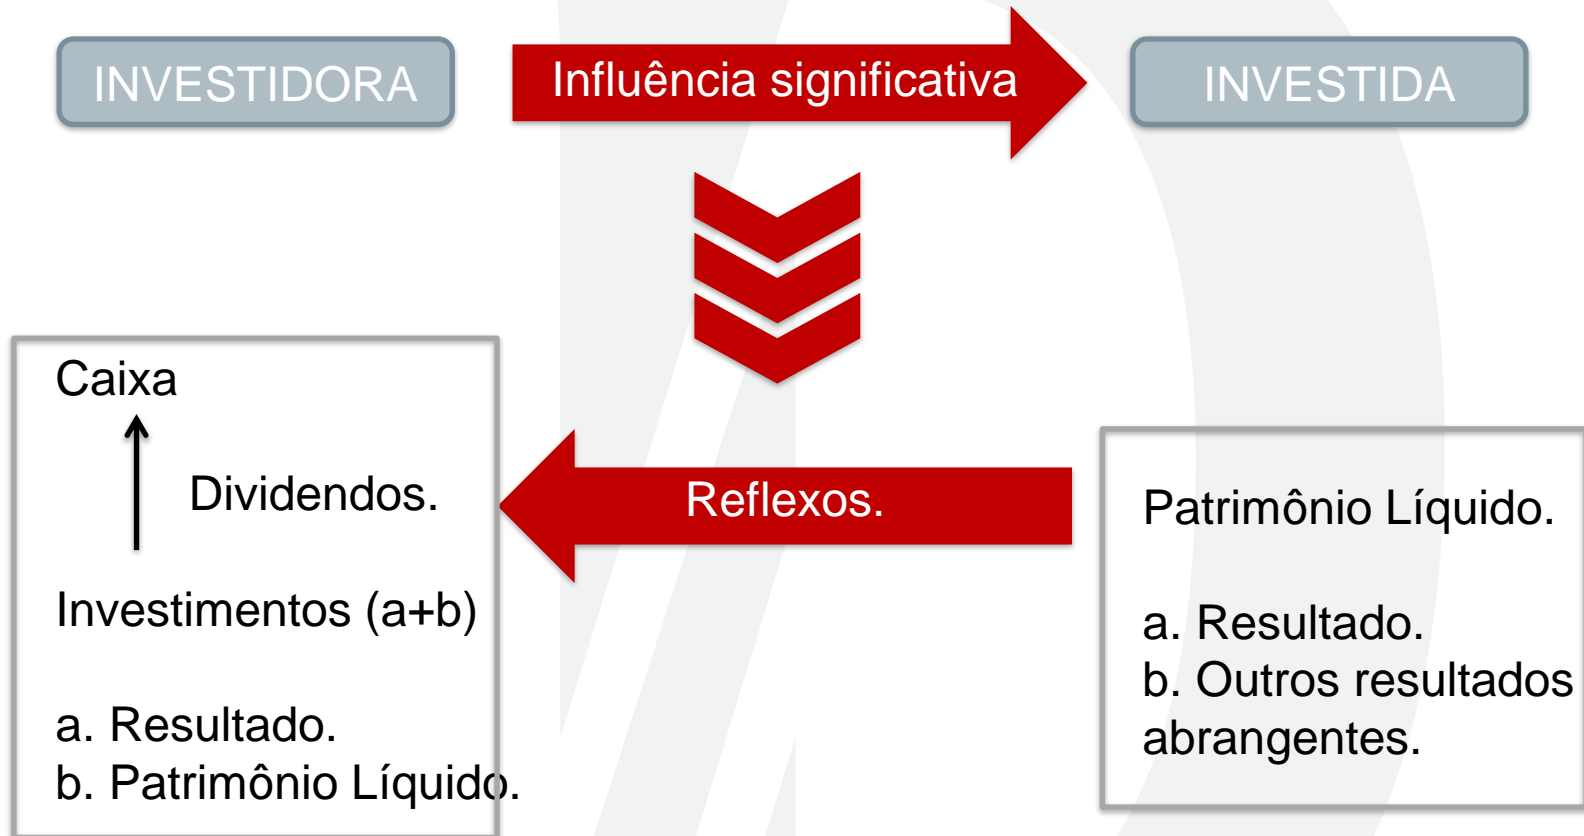 INVESTIDORA
Influência significativa
INVESTIDA
Caixa
Dividendos.
Investimentos (a+b)
a. Resultado.
b. Patrimônio Líquido.
Reflexos.
Patrimônio Líquido.
a. Resultado.
b. Outros resultados
abrangentes.